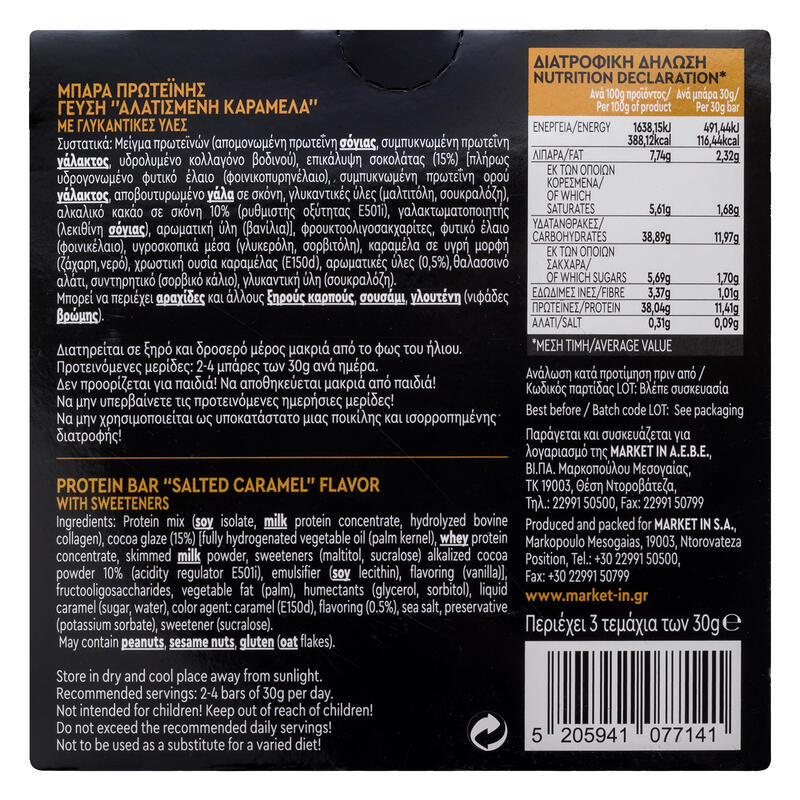 ΜΠΑΡΑ ΠΡΩΤΕΪΝΗΣ
ΓΕΥΣΗ "ΑΛΑΤΙΣΜΕΝΗ ΚΑΡΑΜΕΛΑ"
ΜΕ ΓΛΥΚΑΝΤΙΚΕΣ ΥΛΕΣ
Συστατικά: Μείγμα πρωτεϊνών (απομονωμένη πρωτεΐνη σόγιας, συμπυκνωμένη πρωτεΐνη
γάλακτος, υδρολυμένο κολλαγόνο βοδινού), επικάλυψη σοκολάτας (15%) [πλήρως
υδρογονωμένο φυτικό έλαιο (φοινικοπυρηνέλαιο), συμπυκνωμένη πρωτεΐνη ορού
γάλακτος, αποβουτυρωμένο γάλα σε σκόνη, γλυκαντικές ύλες (μαλτιτόλη, σουκραλόζη),
αλκαλικό κακάο σε σκόνη 10% (ρυθμιστής οξύτητας E501i), γαλακτωματοποιητής
(λεκιθίνη σόγιας), αρωματική ύλη (βανίλια)], φρουκτοολιγοσακχαρίτες, φυτικό έλαιο
(φοινικέλαιο), υγροσκοπικά μέσα (γλυκερόλη, σορβιτόλη), καραμέλα σε υγρή μορφή
(ζάχαρη,νερό), χρωστική ουσία καραμέλας (E150d), αρωματικές ύλες (0,5%),θαλασσινό
αλάτι, συντηρητικό (σορβικό κάλιο), γλυκαντική ύλη (σουκραλόζη).
Μπορεί να περιέχει αραχίδες και άλλους ξηρούς καρπούς, σουσάμι, γλουτένη (νιφάδες
βρώμης).
Διατηρείται σε ξηρό και δροσερό μέρος μακριά από το φως του ήλιου.
Προτεινόμενες μερίδες: 2-4 μπάρες των 30g ανά ημέρα.
Δεν προορίζεται για παιδιά! Να αποθηκεύεται μακριά από παιδιά!
Να μην υπερβαίνετε τις προτεινόμενες ημερήσιες μερίδες!
Να μην χρησιμοποιείται ως υποκατάστατο μιας ποικίλης και ισορροπημένης
διατροφής!
PROTEIN BAR "SALTED CARAMEL" FLAVOR
WITH SWEETENERS
Ingredients: Protein mix (soy isolate, milk protein concentrate, hydrolyzed bovine
collagen), cocoa glaze (15%) [fully hydrogenated vegetable oil (palm kernel), whey protein
concentrate, skimmed milk powder, sweeteners (maltitol, sucralose) alkalized cocoa
powder 10% (acidity regulator E501i), emulsifier (soy lecithin), flavoring (vanilla)],
fructooligosaccharides, vegetable fat (palm), humectants (glycerol, sorbitol), liquid
caramel (sugar, water), color agent: caramel (E150d), flavoring (0.5%), sea salt, preservative
(potassium sorbate), sweetener (sucralose).
May contain peanuts, sesame nuts, gluten (oat flakes).
Store in dry and cool place away from sunlight.
Recommended servings: 2-4 bars of 30g per day.
Not intended for children! Keep out of reach of children!
Do not exceed the recommended daily servings!
Not to be used as a substitute for a varied diet!
ΔΙΑΤΡΟΦΙΚΗ ΔΗΛΩΣΗ
NUTRITION DECLARATION*
Ανά 100g προϊόντος/ Ανά μπάρα 30g/
Per 100g of product Per 30g bar
ΕΝΕΡΓΕΙΑ/ENERGY 1638,15kJ 491,44kJ
388,12kcal 116,44kcal
ΛΙΠΑΡΑ/FAT 7,74g 2,32g
ΕΚ ΤΩΝ ΟΠΟΙΩΝ
ΚΟΡΕΣΜΕΝΑ/
OF WHICH
SATURATES 5,61g 1,68g
ΥΔΑΤΑΝΘΡΑΚΕΣ/
CARBOHYDRATES 38,89g 11,97g
ΕΚ ΤΩΝ ΟΠΟΙΩΝ
ΣΑΚΧΑΡΑ/
OF WHICH SUGARS 5,69g 1,70g
ΕΔΩΔΙΜΕΣ ΙΝΕΣ/FIBRE 3,37g 1,01g
ΠΡΩΤΕΪΝΕΣ/PROTEIN 38,04g 11,41g
ΑΛΑΤΙ/SALT 0,31g 0,09g
*ΜΕΣΗ ΤΙΜΗ/AVERAGE VALUE
Ανάλωση κατά προτίμηση πριν από /
Κωδικός παρτίδας LOT: Βλέπε συσκευασία
Best before / Batch code LOT: See packaging
Παράγεται και συσκευάζεται για
λογαριασμό της MARKET IN Α.Ε.Β.Ε.,
ΒΙ.ΠΑ. Μαρκοπούλου Μεσογαίας,
ΤΚ 19003, Θέση Ντοροβάτεζα,
Τηλ.: 22991 50500, Fax: 22991 50799
Produced and packed for MARKET IN S.A.,
Markopoulo Mesogaias, 19003, Ntorovateza
Position, Tel.: +30 22991 50500,
Fax: +30 22991 50799
www.market-in.gr
Περιέχει 3 τεμάχια των 30g ℮
5 205941 077141